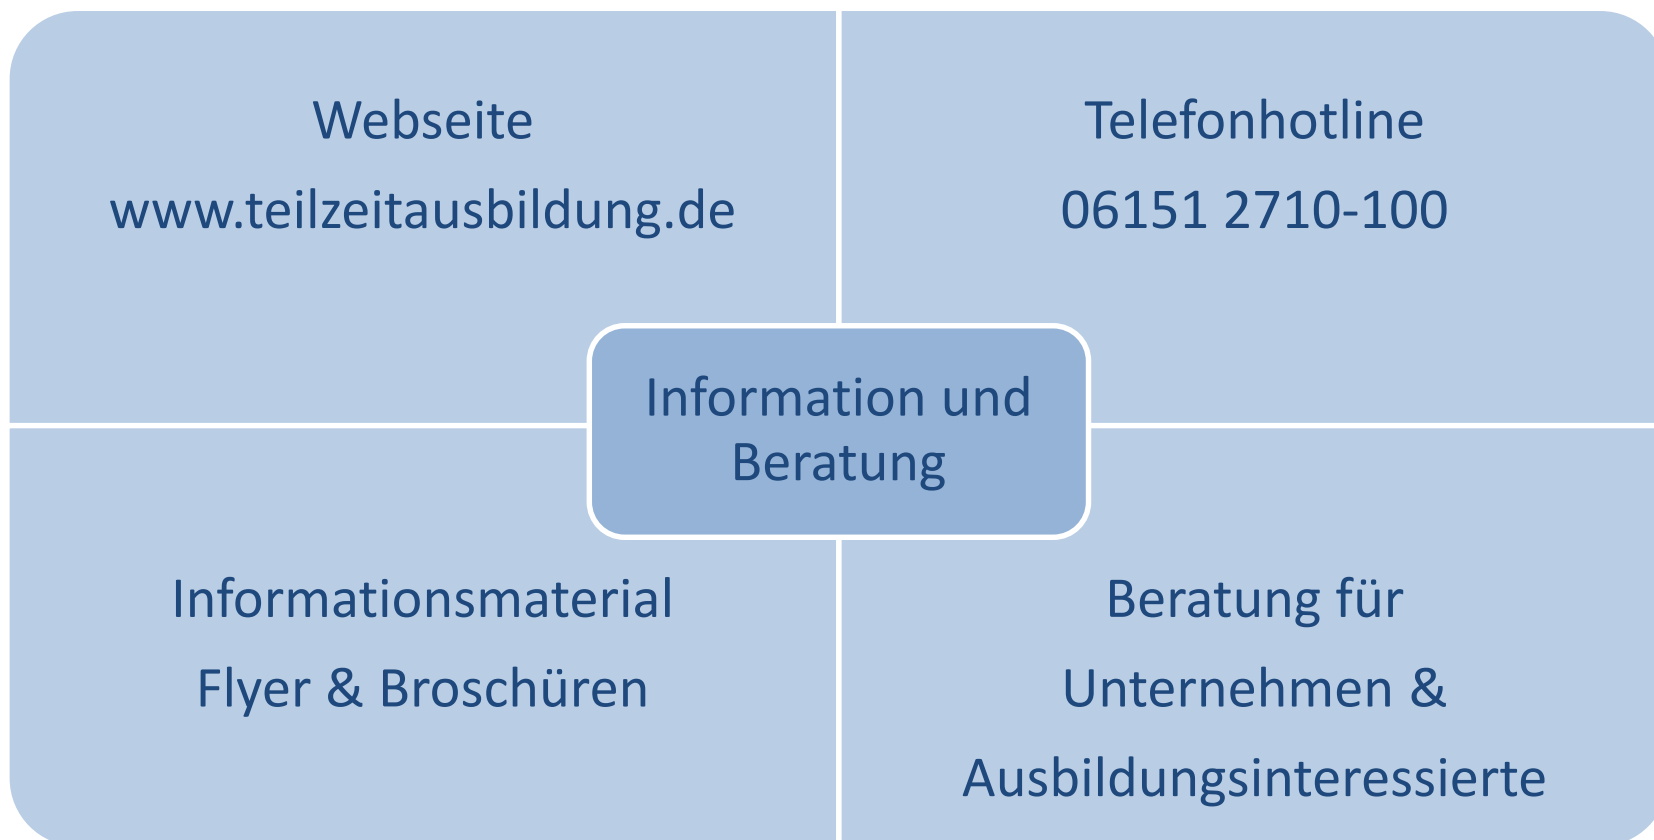 Webseite
www.teilzeitausbildung.de
Telefonhotline
06151 2710-100
Information und
Beratung
Informationsmaterial
Flyer & Broschüren
Beratung für
Unternehmen &
Ausbildungsinteressierte